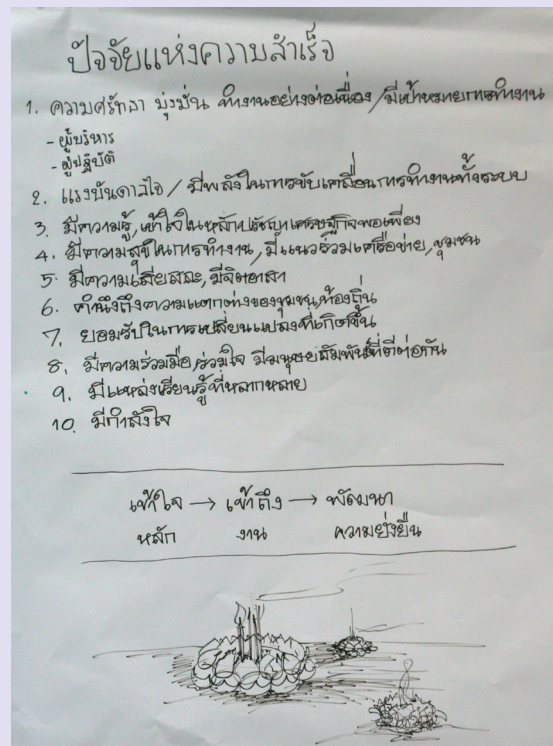 ปัจจัยแห่งความสำเร็จ
1. ความศรัทธา มุ่งมั่น ทำงานอย่างต่อเนื่อง/มีเป้าหมายการทำงาน
- ผู้บริหาร
- ผู้ปฏิบัติ
2. แรงบันดาลใจ / มีพลังในการขับเคลื่อนการทำงานทั้งระบบ
3. มีความรู้, เข้าใจในหลักปรัชญาเศรษฐกิจพอเพียง
4. มีความสุขในการทำงาน, มีแนวร่วมเครือข่าย, ชุมชน
5. มีความเสียสละ, มีจิตอาสา
6. คำนึงถึงความแตกต่างของชุมชนท้องถิ่น
7. ยอมรับในการเปลี่ยนแปลงที่เกิดขึ้น
8. มีความร่วมมือ, ร่วมใจ มีมนุษยสัมพันธ์ที่ดีต่อกัน
9. มีแหล่งเรียนรู้ที่หลากหลาย
10. มีกำลังใจ
เข้าใจ → เข้าถึง → พัฒนา
หลัก งาน ความยั่งยืน